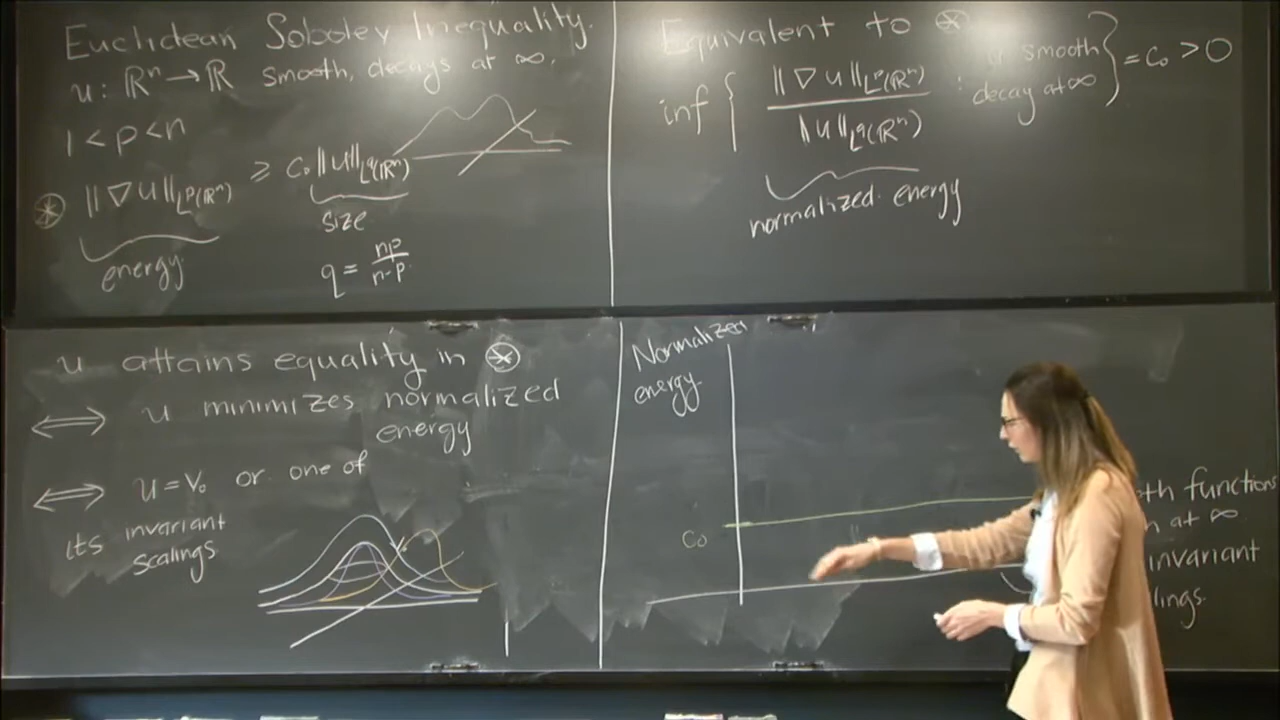 Euclidean Sobolev Inequality.
u: ℝⁿ → ℝ smooth, decays at ∞.
1 < p < n
⊛ ‖∇u‖_{L^p(ℝⁿ)} ≥ c₀‖u‖_{L^q(ℝⁿ)}
energy
size
q = np/(n-p).
Equivalent to ⊛
inf { ‖∇u‖_{L^p(ℝⁿ)} / ‖u‖_{L^q(ℝⁿ)} : u smooth decay at ∞ } = c₀ > 0
normalized energy
u attains equality in ⊛
⟺ u minimizes normalized
energy
⟺ u = v₀ or one of
its invariant
scalings
Normalized
energy
c₀
functions
at ∞
invariant